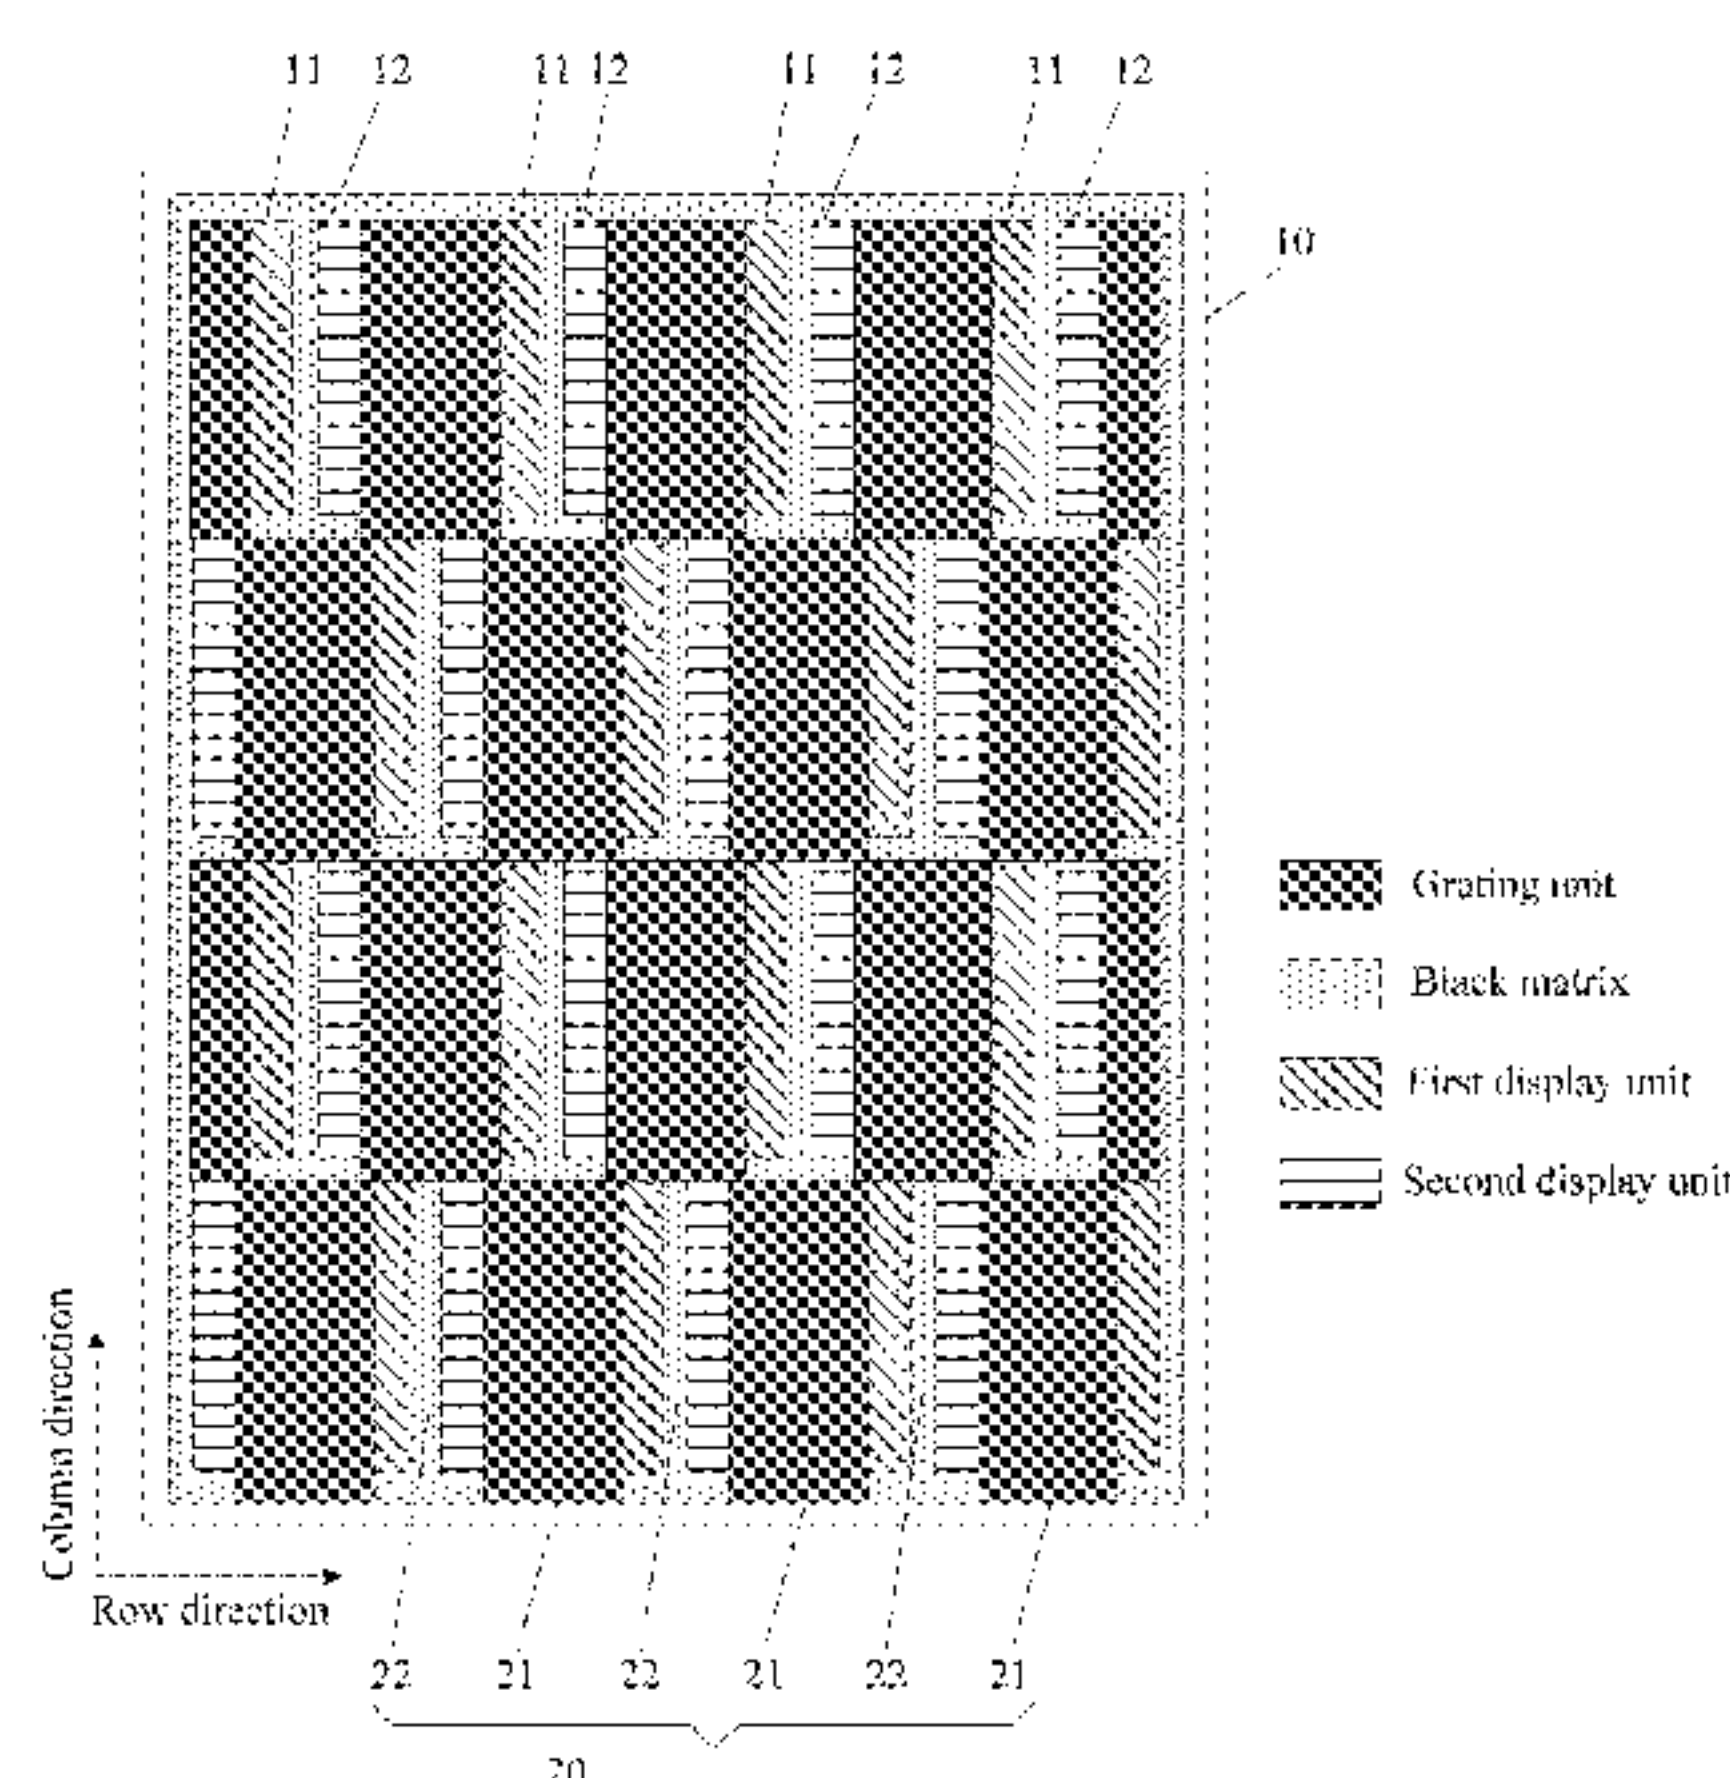 11 12 11 12 11 12 11 12
10
Grating unit
Black matrix
First display unit
Second display unit
Column direction
Row direction
22 21 22 21 22 21
20